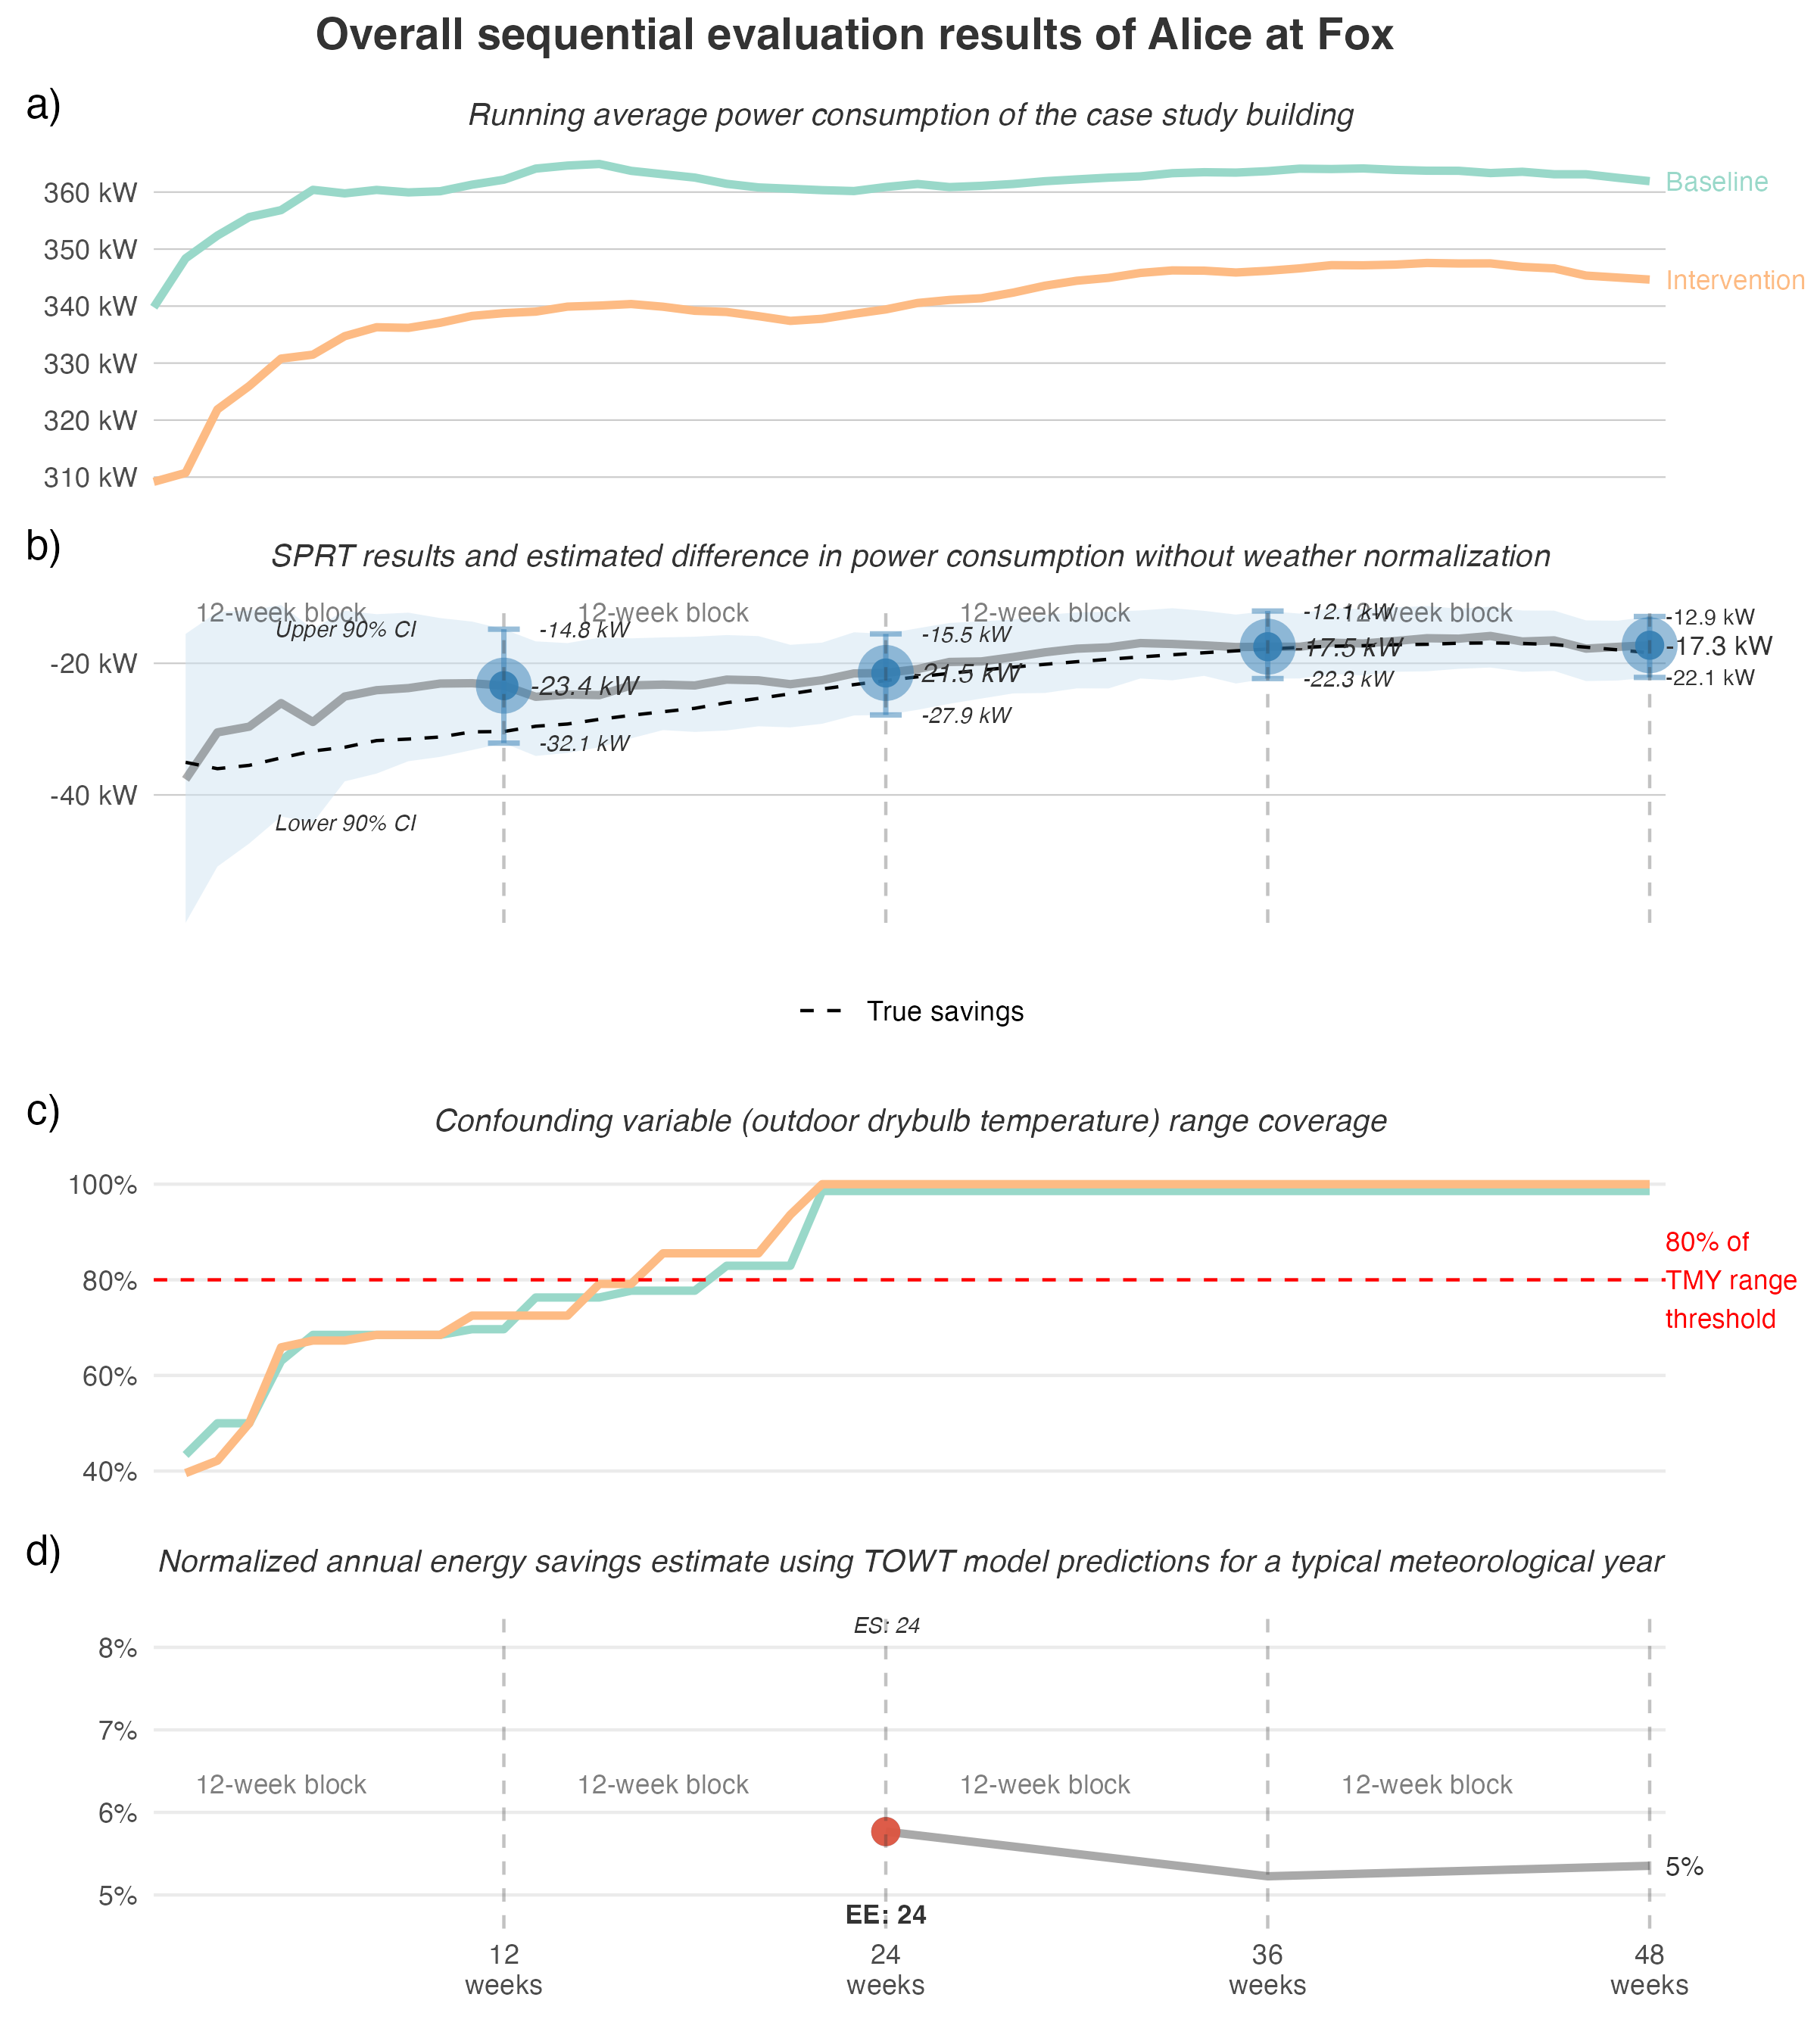 Overall sequential evaluation results of Alice at Fox
a)
Running average power consumption of the case study building
360 kW
350 kW
340 kW
330 kW
320 kW
310 kW
Baseline
Intervention
b)
SPRT results and estimated difference in power consumption without weather normalization
12-week block
12-week block
12-week block
12-week block
Upper 90% CI
Lower 90% CI
-20 kW
-40 kW
-14.8 kW
-23.4 kW
-32.1 kW
-15.5 kW
-21.5 kW
-27.9 kW
-12.1 kW
-17.5 kW
-22.3 kW
-12.9 kW
-17.3 kW
-22.1 kW
True savings
c)
Confounding variable (outdoor drybulb temperature) range coverage
100%
80%
60%
40%
80% of
TMY range
threshold
d)
Normalized annual energy savings estimate using TOWT model predictions for a typical meteorological year
ES: 24
8%
7%
6%
5%
12-week block
12-week block
12-week block
12-week block
5%
EE: 24
12
weeks
24
weeks
36
weeks
48
weeks